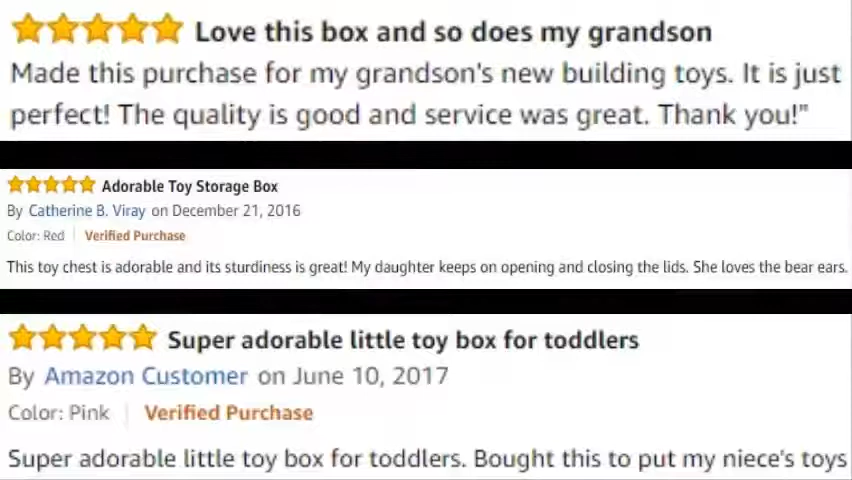 Love this box and so does my grandson
Made this purchase for my grandson's new building toys. It is just
perfect! The quality is good and service was great. Thank you!"
Adorable Toy Storage Box
By Catherine B. Viray on December 21, 2016
Color: Red Verified Purchase
This toy chest is adorable and its sturdiness is great! My daughter keeps on opening and closing the lids. She loves the bear ears.
Super adorable little toy box for toddlers
By Amazon Customer on June 10, 2017
Color: Pink Verified Purchase
Super adorable little toy box for toddlers. Bought this to put my niece's toys